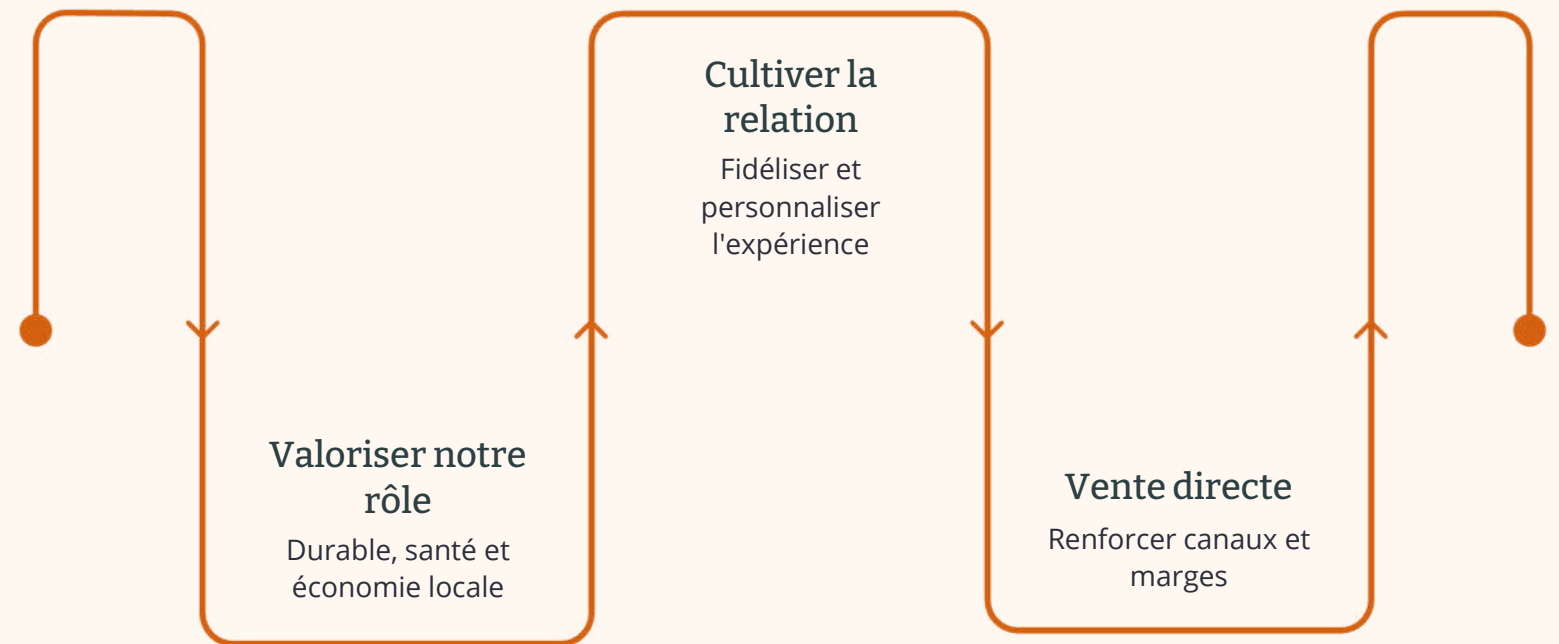 Valoriser notre
rôle
Durable, santé et
économie locale
Cultiver la
relation
Fidéliser et
personnaliser
l'expérience
Vente directe
Renforcer canaux et
marges